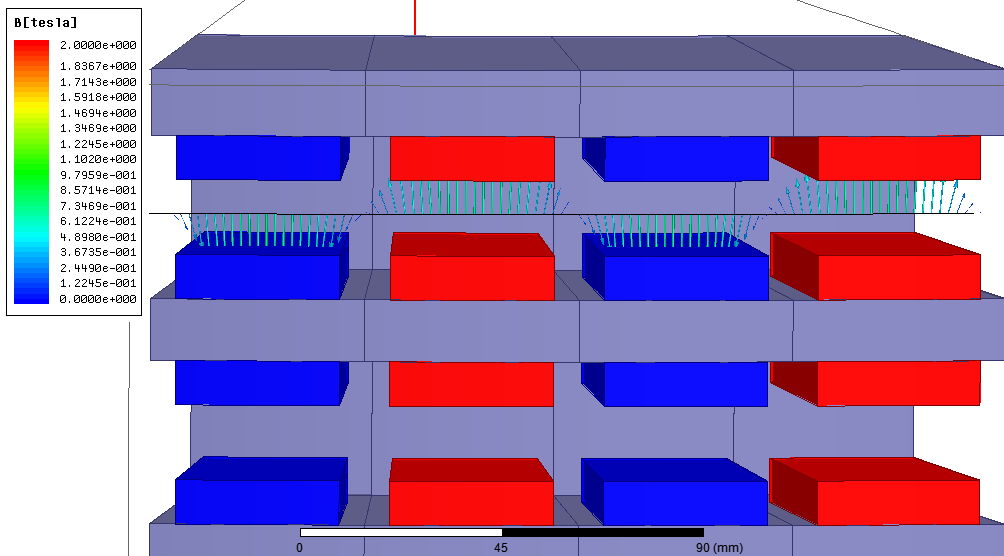 B[tesla]
2.0000e+000
1.8367e+000
1.7143e+000
1.5918e+000
1.4694e+000
1.3469e+000
1.2245e+000
1.1020e+000
9.7959e-001
8.5714e-001
7.3469e-001
6.1224e-001
4.8980e-001
3.6735e-001
2.4490e-001
1.2245e-001
0.0000e+000
0 45 90 (mm)